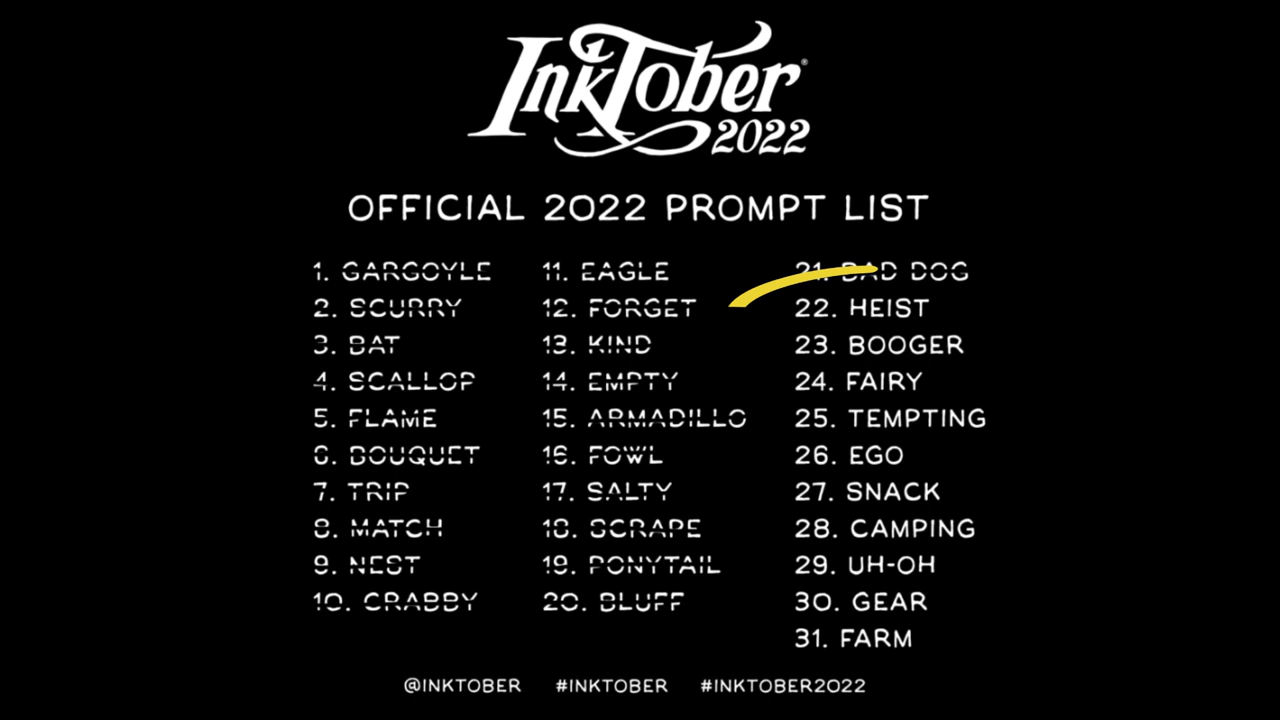 InkTober®
2022
OFFICIAL 2022 PROMPT LIST
1. GARGOYLE
2. SCURRY
3. BAT
4. SCALLOP
5. FLAME
6. BOUQUET
7. TRIP
8. MATCH
9. NEST
10. CRABBY
11. EAGLE
12. FORGET
13. KIND
14. EMPTY
15. ARMADILLO
16. FOWL
17. SALTY
18. SCRAPE
19. PONYTAIL
20. BLUFF
21. BAD DOG
22. HEIST
23. BOOGER
24. FAIRY
25. TEMPTING
26. EGO
27. SNACK
28. CAMPING
29. UH-OH
30. GEAR
31. FARM
@INKTOBER #INKTOBER #INKTOBER2022